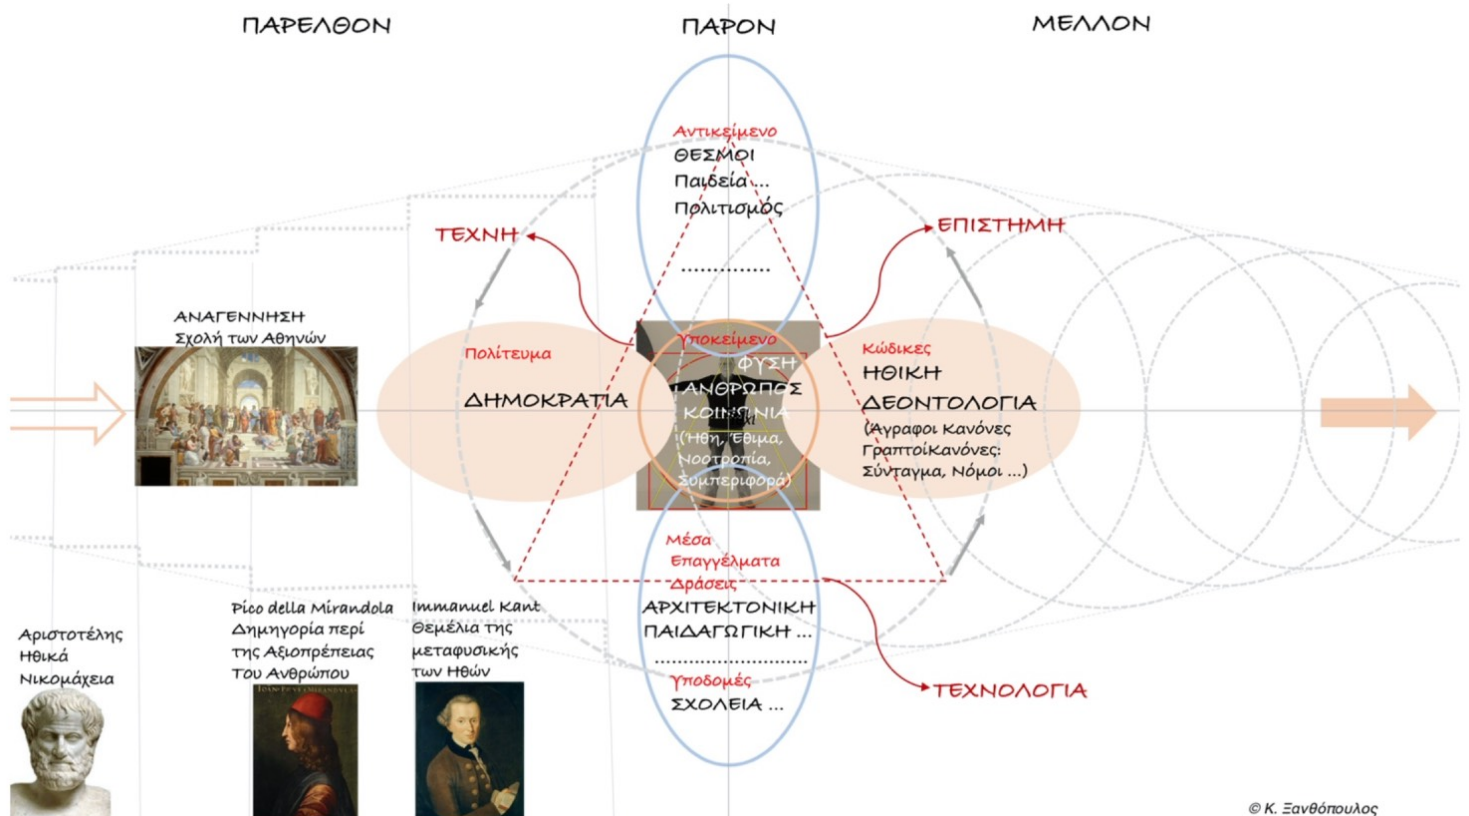 ΠΑΡΕΛΘΟΝ
ΠΑΡΟΝ
ΜΕΛΛΟΝ
Αντικείμενο
ΘΕΣΜΟΙ
Παιδεία ...
Πολιτισμός
..............
ΤΕΧΝΗ
ΕΠΙΣΤΗΜΗ
ΑΝΑΓΕΝΝΗΣΗ
Σχολή των Αθηνών
Πολίτευμα
ΔΗΜΟΚΡΑΤΙΑ
Υποκείμενο
ΦΥΣΗ
ΑΝΘΡΩΠΟΣ
ΚΟΙΝΩΝΙΑ
(Ήθη, Έθιμα,
Νοοτροπία,
Συμπεριφορά)
Κώδικες
ΗΘΙΚΗ
ΔΕΟΝΤΟΛΟΓΙΑ
(Άγραφοι Κανόνες
ΓραπτοίΚανόνες:
Σύνταγμα, Νόμοι ...)
Μέσα
Επαγγέλματα
Δράσεις
ΑΡΧΙΤΕΚΤΟΝΙΚΗ
ΠΑΙΔΑΓΩΓΙΚΗ ...
........................
Υποδομές
ΣΧΟΛΕΙΑ ...
ΤΕΧΝΟΛΟΓΙΑ
Αριστοτέλης
Ηθικά
Νικομάχεια
Pico della Mirandola
Δημηγορία περί
της Αξιοπρέπειας
Του Ανθρώπου
Immanuel Kant
Θεμέλια της
μεταφυσικής
των Ηθών
© Κ. Ξανθόπουλος